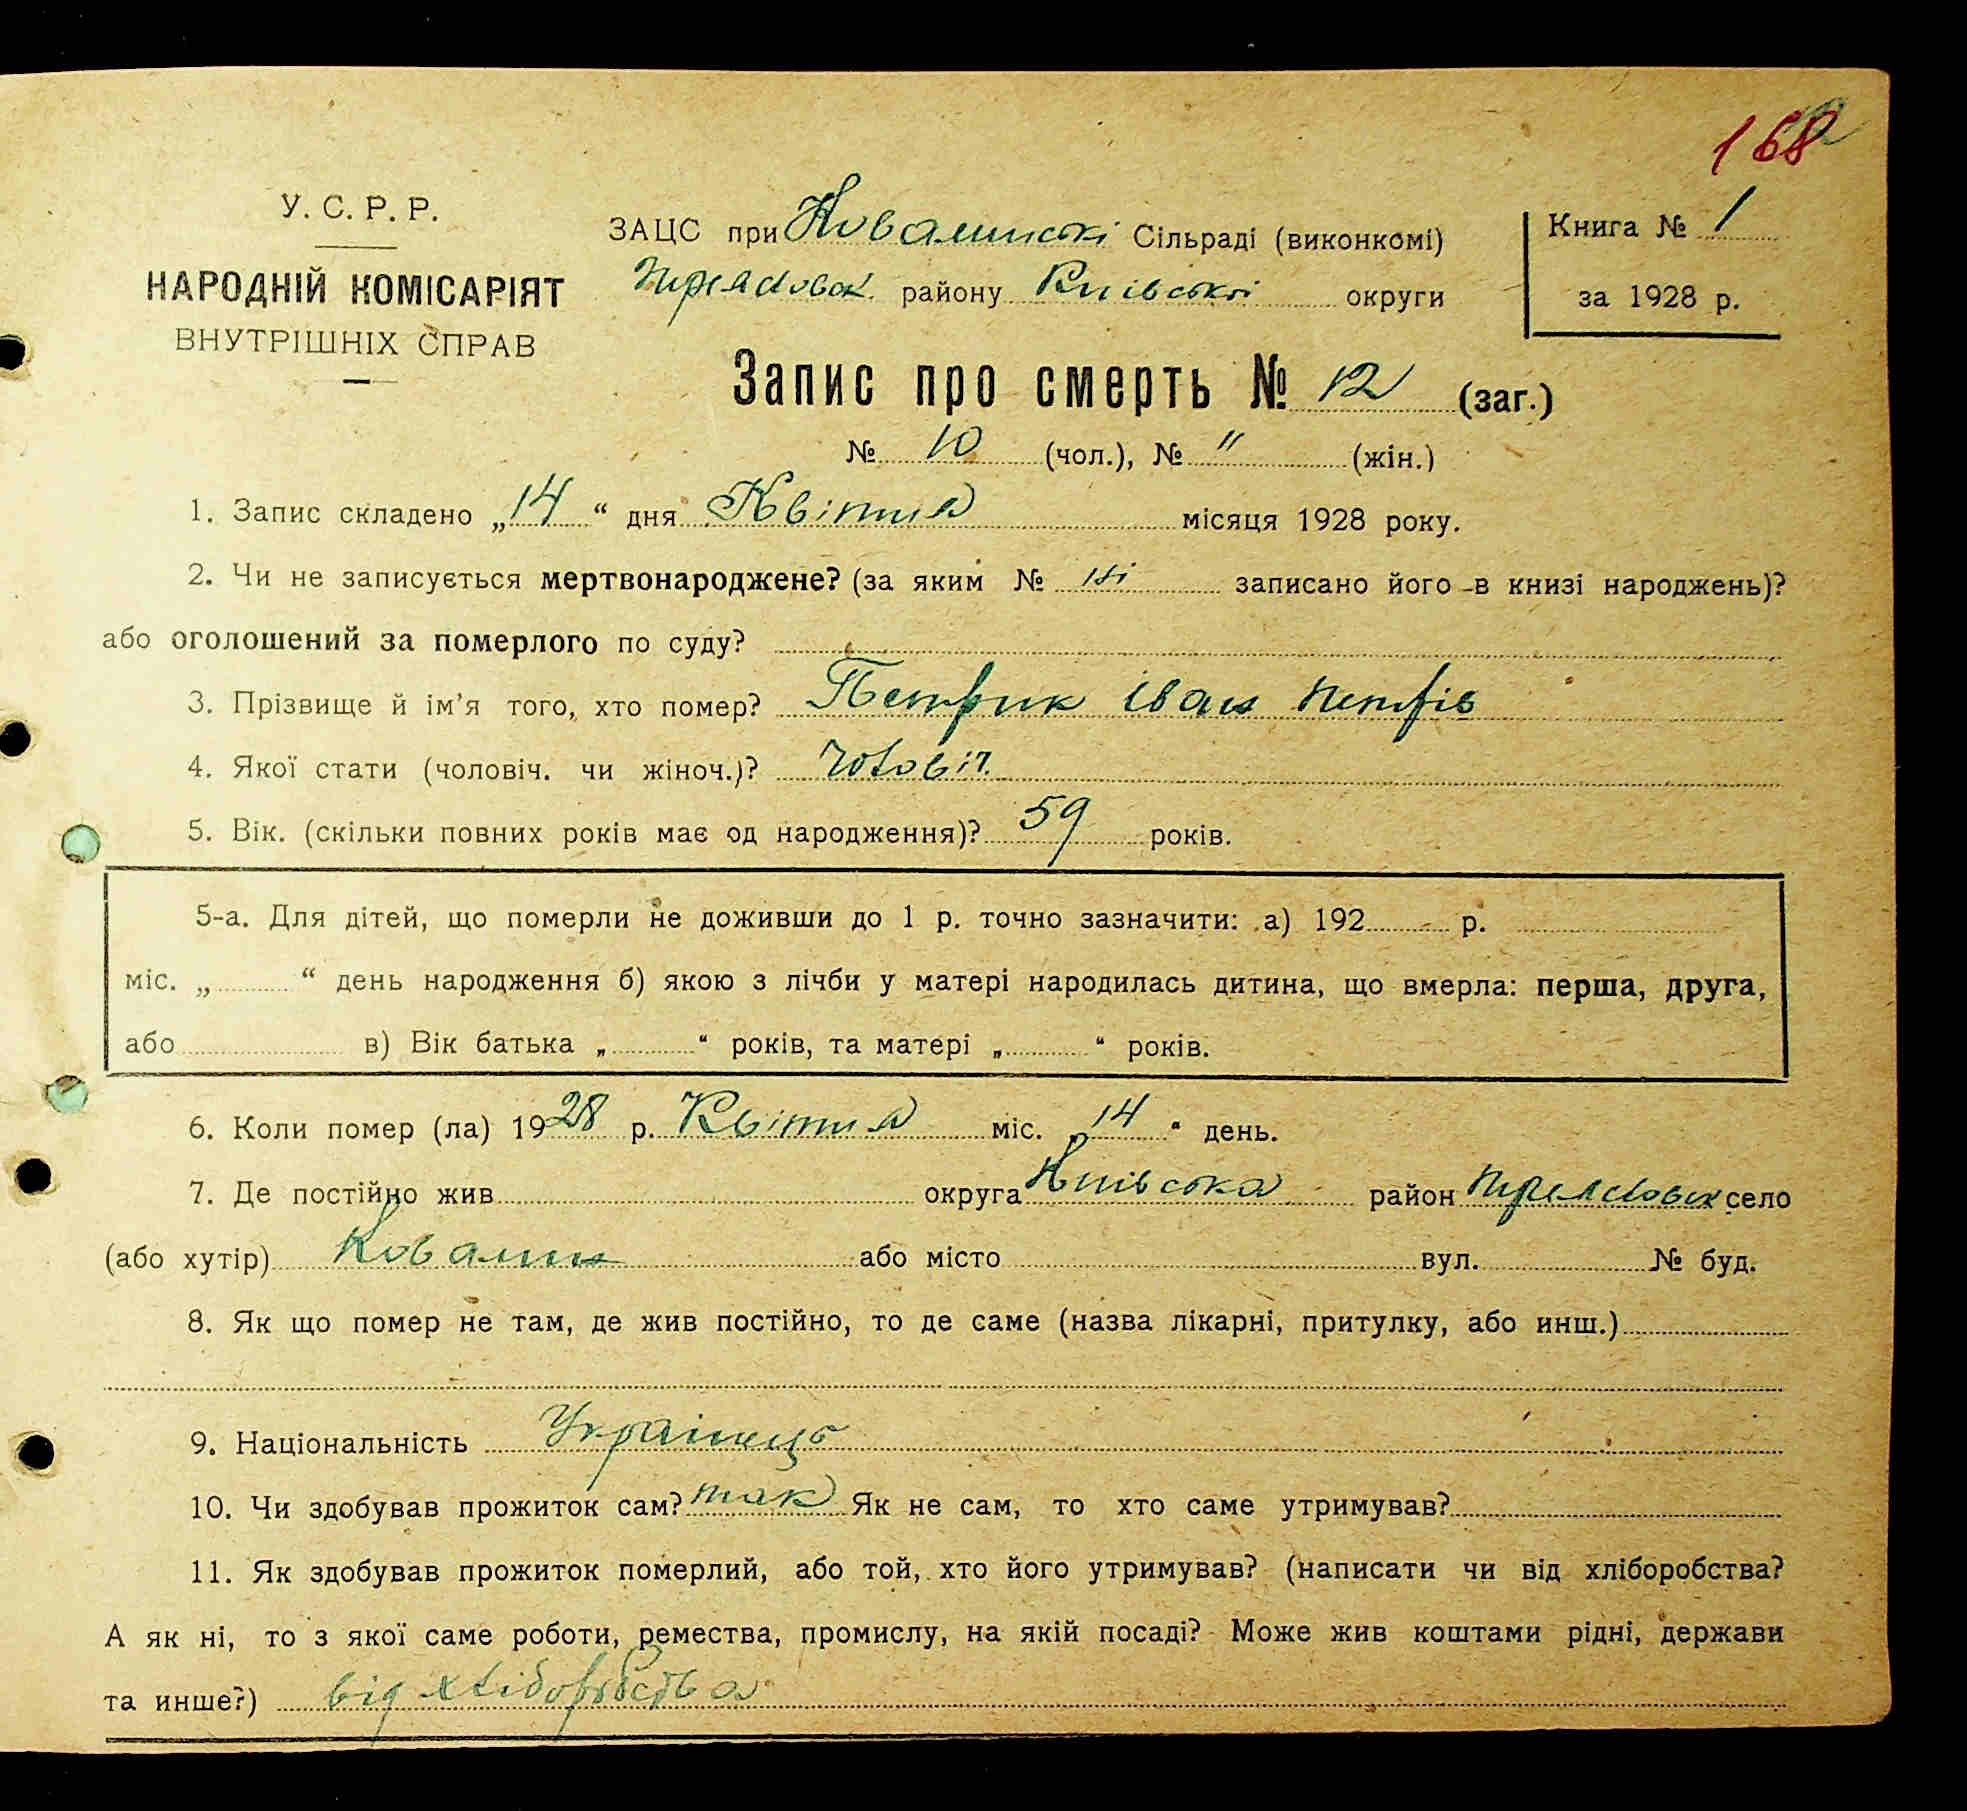 168
У. С. Р. Р.
НАРОДНІЙ КОМІСАРІЯТ
ВНУТРІШНІХ СПРАВ
ЗАЦС при Ковалинські Сільраді (виконкомі)
району Київської округи
Книга № 1
за 1928 р.
Запис про смерть № 12 (заг.)
№ 10 (чол.), № " (жін.)
1. Запис складено „14“ дня Квітня місяця 1928 року.
2. Чи не записується мертвонароджене? (за яким № ні записано його в книзі народжень)?
або оголошений за померлого по суду?
3. Прізвище й ім'я того, хто помер? Петрик Іван Петрів
4. Якої стати (чоловіч. чи жіноч.)? Чоловіч.
5. Вік. (скільки повних років має од народження)? 59 років.
5-а. Для дітей, що померли не доживши до 1 р. точно зазначити: а) 192 р.
міс. „ “ день народження б) якою з лічби у матері народилась дитина, що вмерла: перша, друга,
або в) Вік батька „ “ років, та матері „ “ років.
6. Коли помер (ла) 1928 р. Квітня міс. „14“ день.
7. Де постійно жив округа Київська район село
(або хутір) Ковалин або місто вул. № буд.
8. Як що помер не там, де жив постійно, то де саме (назва лікарні, притулку, або инш.)
9. Національність Українець
10. Чи здобував прожиток сам? так Як не сам, то хто саме утримував?
11. Як здобував прожиток померлий, або той, хто його утримував? (написати чи від хліборобства?
А як ні, то з якої саме роботи, ремества, промислу, на якій посаді? Може жив коштами рідні, держави
та инше?) від хліборобства